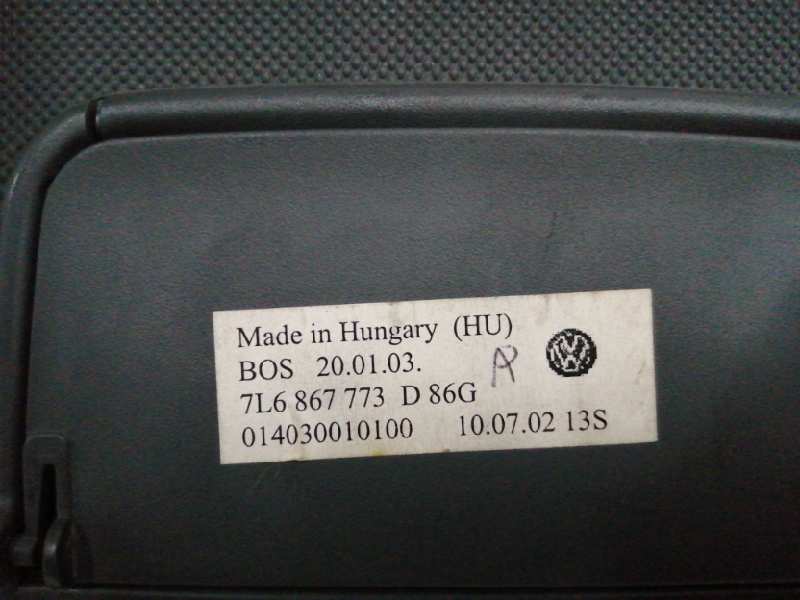 Made in Hungary (HU)
BOS 20.01.03.
7L6 867 773 D 86G
014030010100 10.07.02 13S